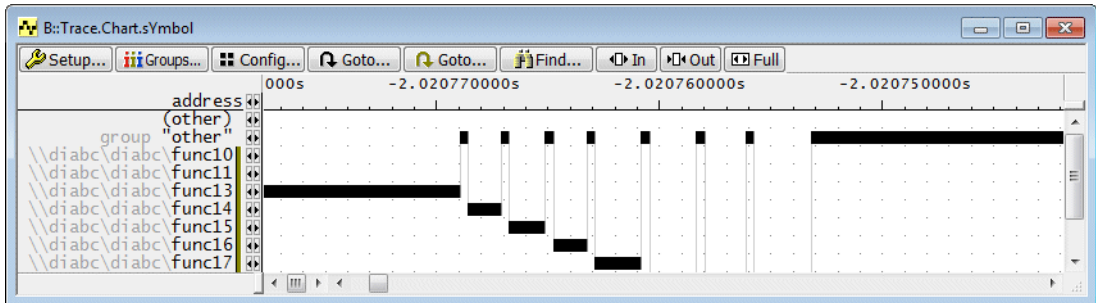 B::Trace.Chart.sYmbol
Setup... Groups... Config... Goto... Goto... Find... In Out Full
000s -2.020770000s -2.020760000s -2.020750000s
address
(other)
group "other"
\\diabc\diabc\func10
\\diabc\diabc\func11
\\diabc\diabc\func13
\\diabc\diabc\func14
\\diabc\diabc\func15
\\diabc\diabc\func16
\\diabc\diabc\func17